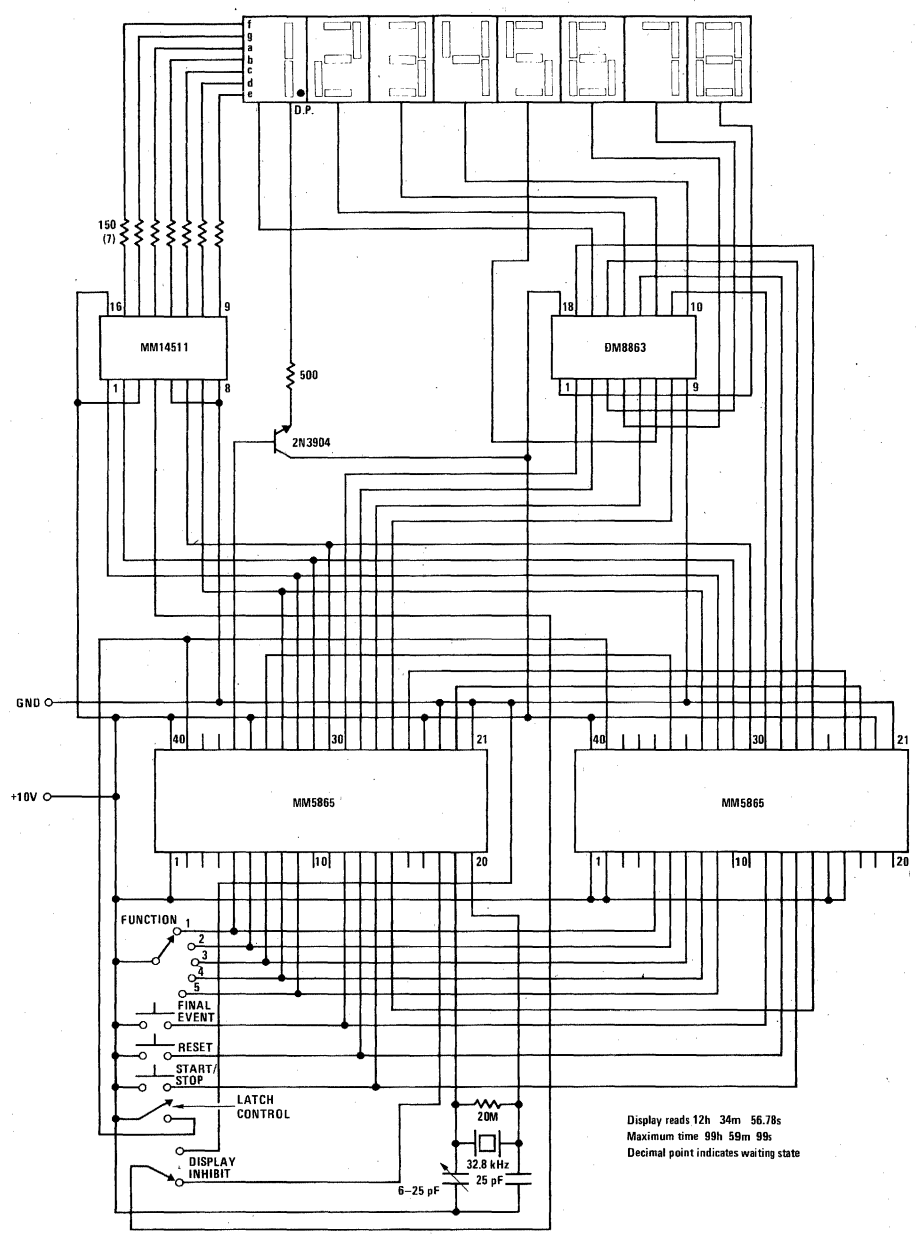 f
g
a
b
c
d
e
D.P.
150
(7)
16
9
MM14511
1
8
500
2N3904
18
10
DM8863
1
9
GND
+10V
40
30
21
MM5865
1
10
20
40
30
21
MM5865
1
10
20
FUNCTION
1
2
3
4
5
FINAL
EVENT
RESET
START/
STOP
LATCH
CONTROL
DISPLAY
INHIBIT
20M
32.8 kHz
6–25 pF
25 pF
Display reads 12h 34m 56.78s
Maximum time 99h 59m 99s
Decimal point indicates waiting state